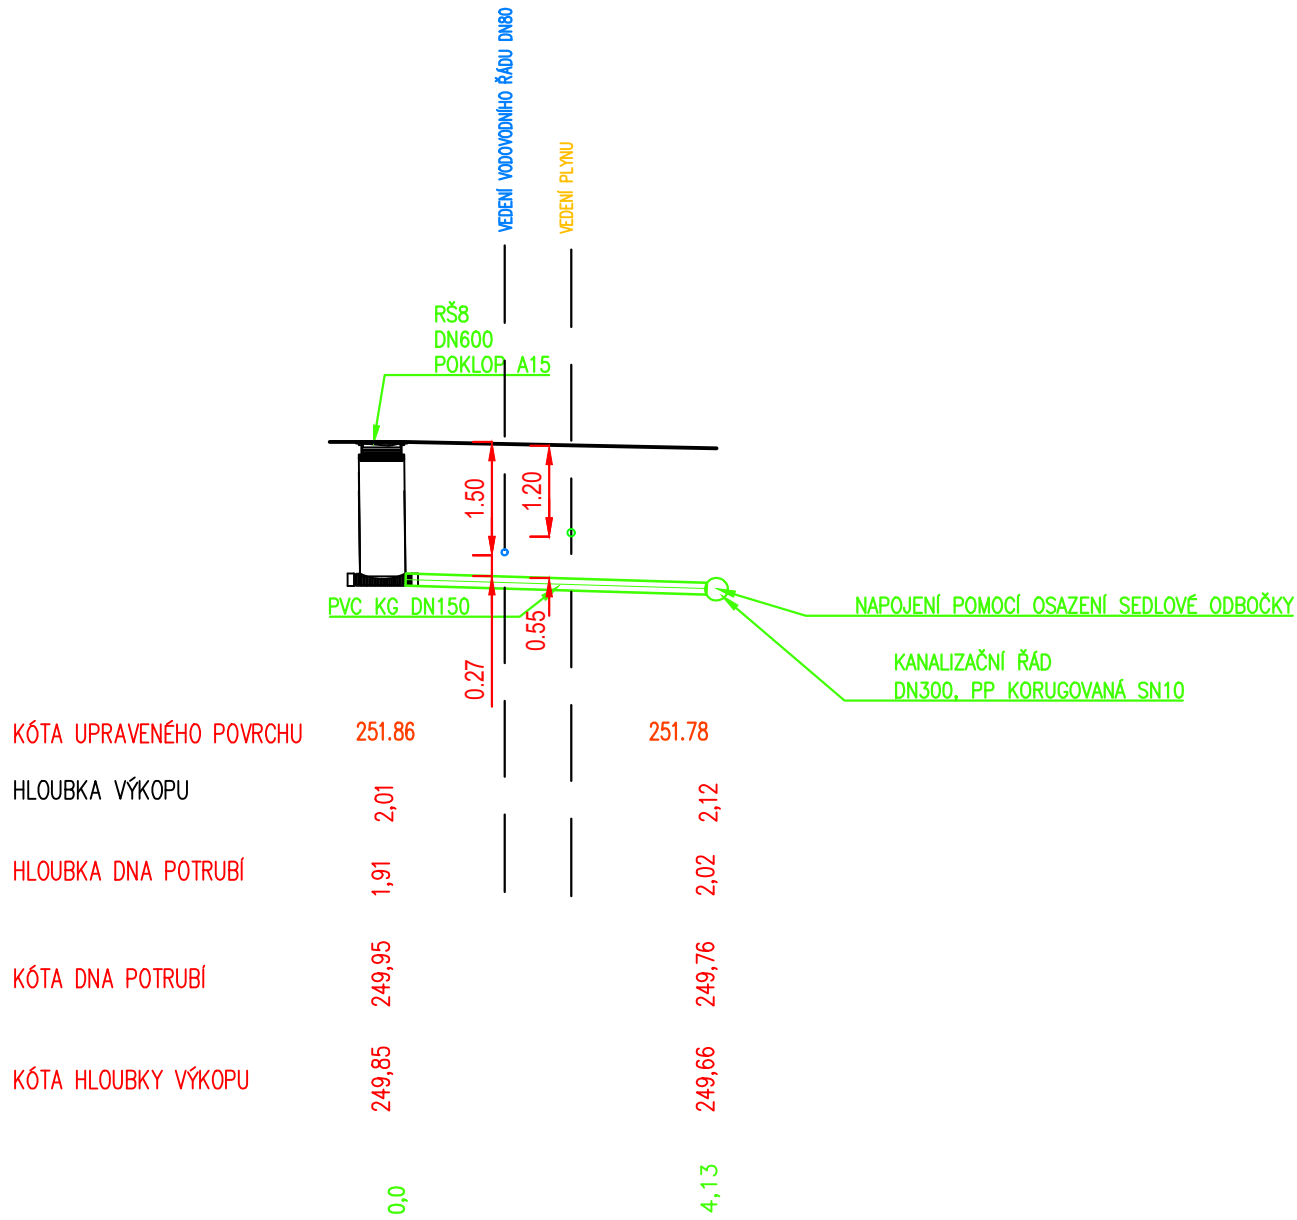 VEDENÍ VODOVODNÍHO ŘÁDU DN80
VEDENÍ PLYNU
RŠ8
DN600
POKLOP A15
1.50
1.20
PVC KG DN150
0.55
0.27
NAPOJENÍ POMOCÍ OSAZENÍ SEDLOVÉ ODBOČKY
KANALIZAČNÍ ŘÁD
DN300, PP KORUGOVANÁ SN10
KÓTA UPRAVENÉHO POVRCHU 251.86 251.78
HLOUBKA VÝKOPU 2,01 2,12
HLOUBKA DNA POTRUBÍ 1,91 2,02
KÓTA DNA POTRUBÍ 249,95 249,76
KÓTA HLOUBKY VÝKOPU 249,85 249,66
0,0 4,13